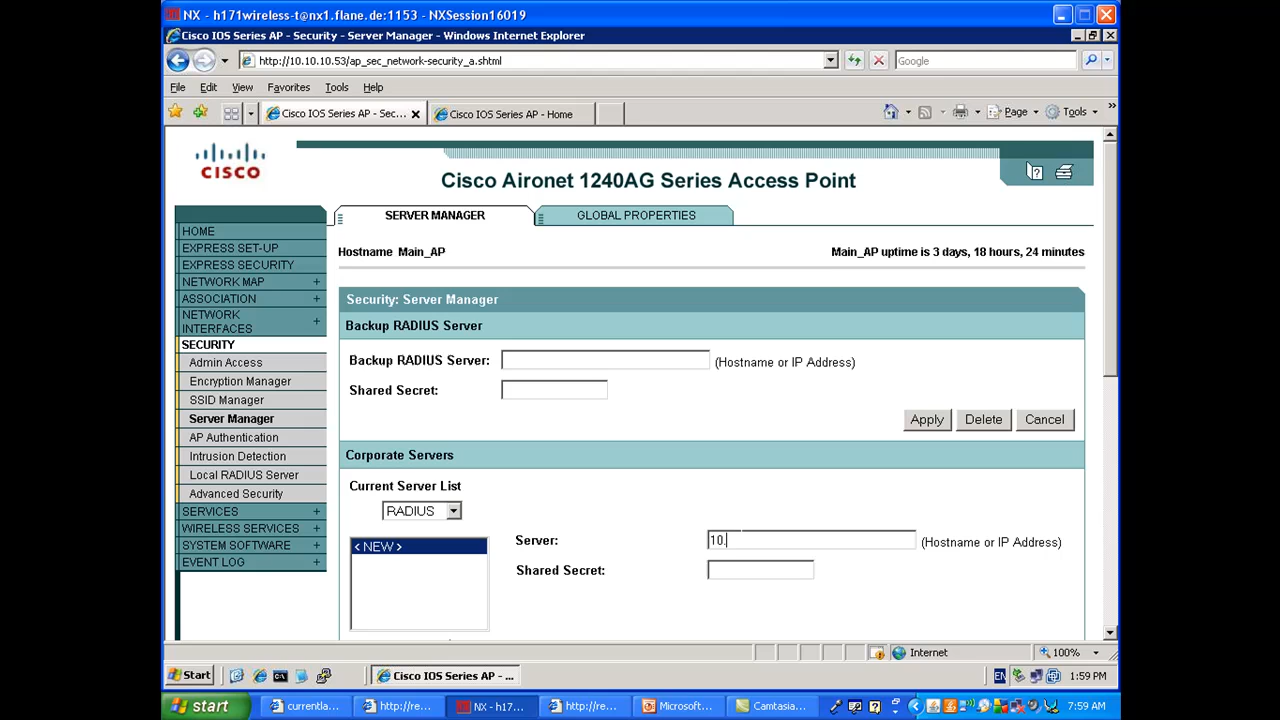 NX - h171wireless-t@nx1.flane.de:1153 - NXSession16019
Cisco IOS Series AP - Security - Server Manager - Windows Internet Explorer
http://10.10.10.53/ap_sec_network-security_a.shtml
Google
File Edit View Favorites Tools Help
Cisco IOS Series AP - Sec...
Cisco IOS Series AP - Home
Page
Tools
CISCO
Cisco Aironet 1240AG Series Access Point
SERVER MANAGER
GLOBAL PROPERTIES
HOME
EXPRESS SET-UP
EXPRESS SECURITY
NETWORK MAP +
ASSOCIATION +
NETWORK
INTERFACES +
SECURITY
Admin Access
Encryption Manager
SSID Manager
Server Manager
AP Authentication
Intrusion Detection
Local RADIUS Server
Advanced Security
SERVICES +
WIRELESS SERVICES +
SYSTEM SOFTWARE +
EVENT LOG +
Hostname Main_AP
Main_AP uptime is 3 days, 18 hours, 24 minutes
Security: Server Manager
Backup RADIUS Server
Backup RADIUS Server: (Hostname or IP Address)
Shared Secret:
Apply Delete Cancel
Corporate Servers
Current Server List
RADIUS
< NEW >
Server: 10. (Hostname or IP Address)
Shared Secret:
Internet
100%
Start
Cisco IOS Series AP - ...
EN
1:59 PM
start
currentla...
http://re...
NX - h17...
http://re...
Microsoft...
Camtasia...
7:59 AM